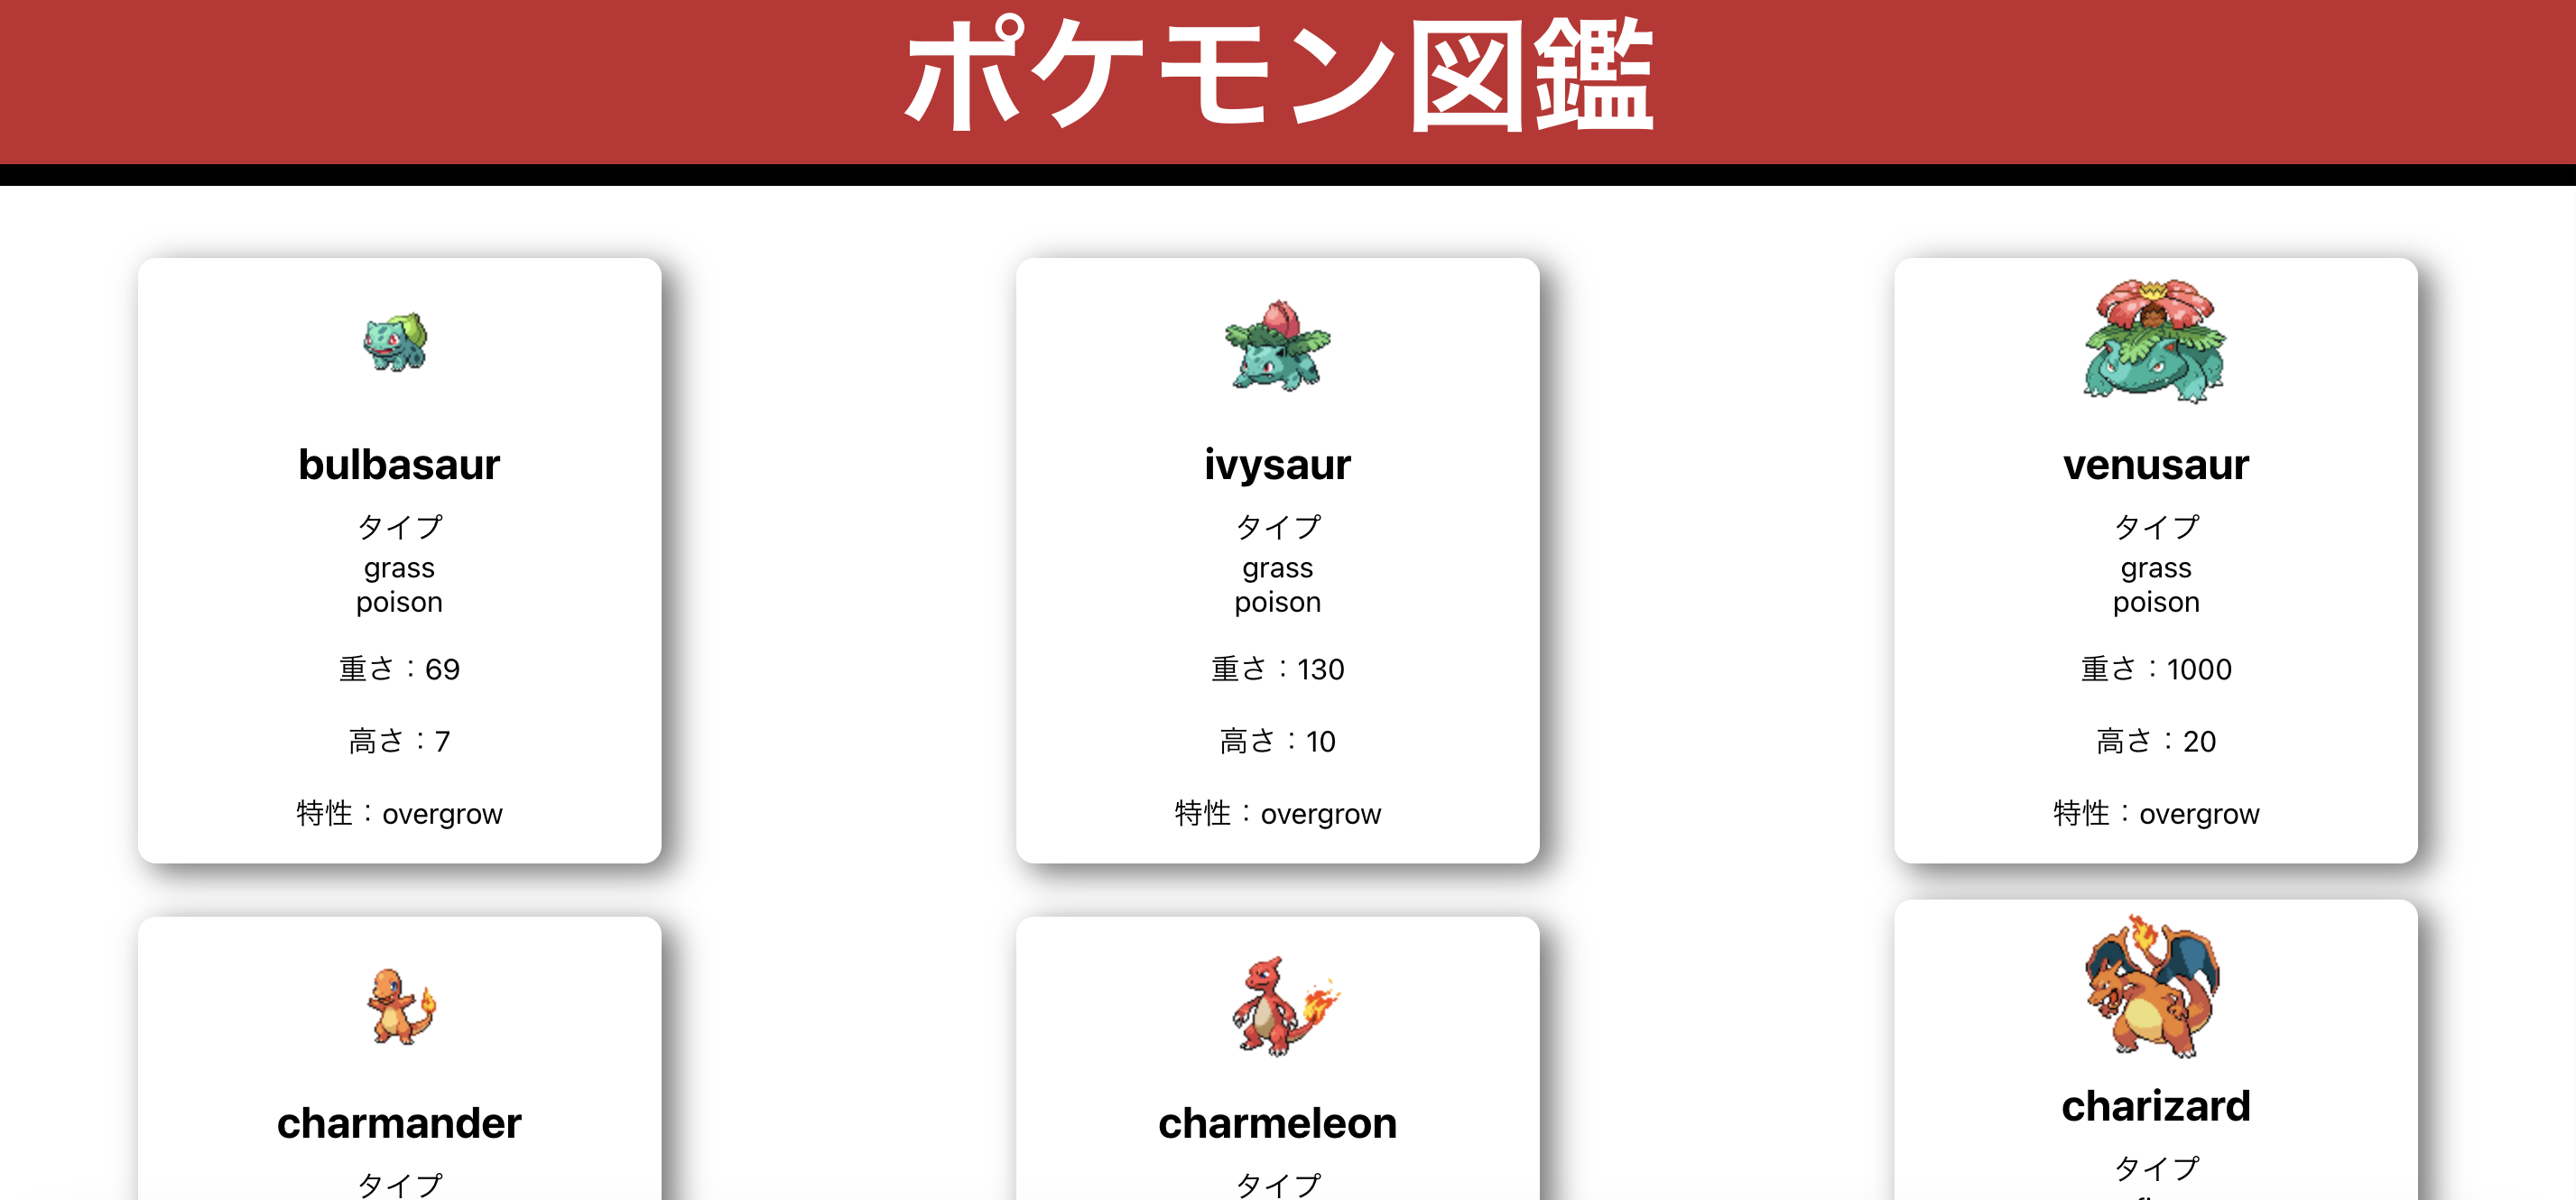 ポケモン図鑑
bulbasaur
タイプ
grass
poison
重さ：69
高さ：7
特性：overgrow
ivysaur
タイプ
grass
poison
重さ：130
高さ：10
特性：overgrow
venusaur
タイプ
grass
poison
重さ：1000
高さ：20
特性：overgrow
charmander
タイプ
charmeleon
タイプ
charizard
タイプ